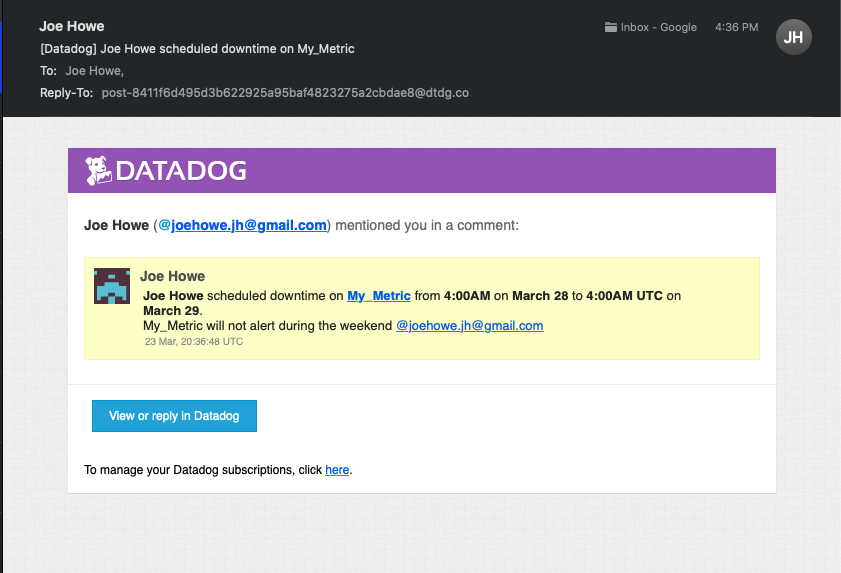 Joe Howe
Inbox - Google 4:36 PM
JH
[Datadog] Joe Howe scheduled downtime on My_Metric
To: Joe Howe,
Reply-To: post-8411f6d495d3b622925a95baf4823275a2cbdae8@dtdg.co
DATADOG
Joe Howe (@joehowe.jh@gmail.com) mentioned you in a comment:
Joe Howe
Joe Howe scheduled downtime on My_Metric from 4:00AM on March 28 to 4:00AM UTC on
March 29.
My_Metric will not alert during the weekend @joehowe.jh@gmail.com
23 Mar, 20:36:48 UTC
View or reply in Datadog
To manage your Datadog subscriptions, click here.